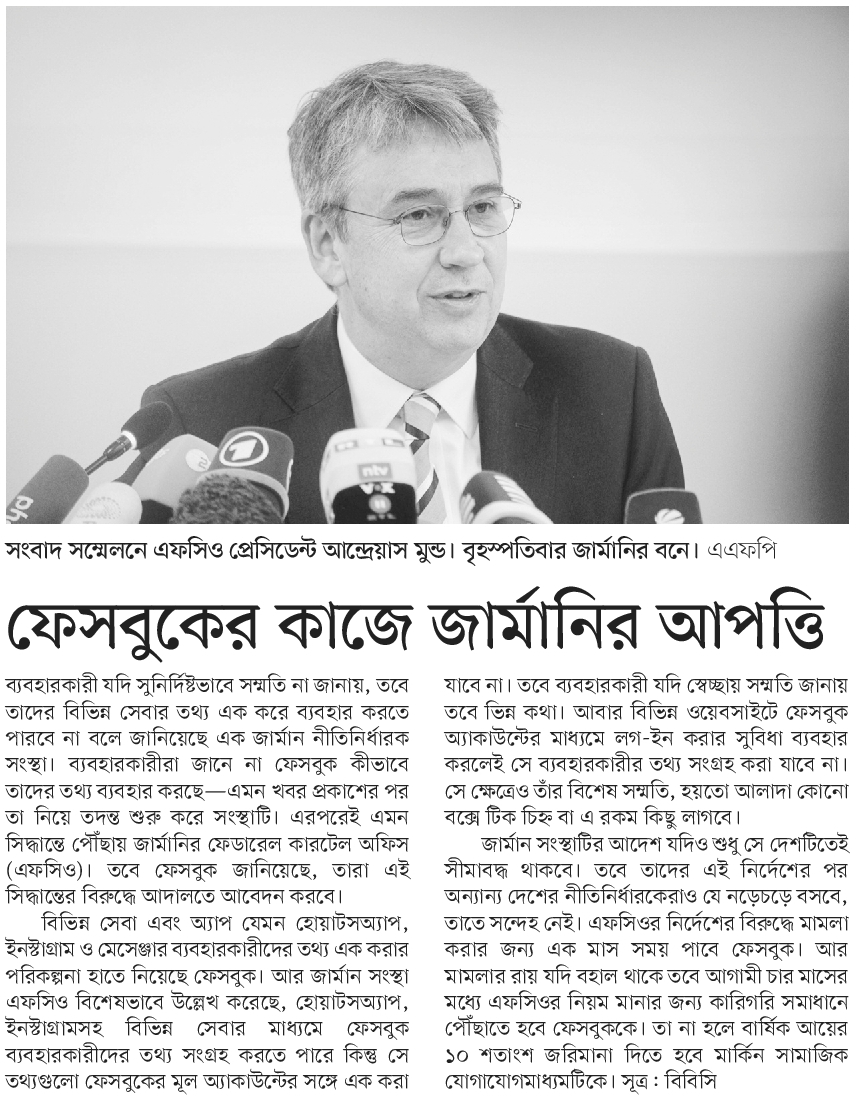 ntv
RTL
সংবাদ সম্মেলনে এফসিও প্রেসিডেন্ট আন্দ্রেয়াস মুন্ড। বৃহস্পতিবার জার্মানির বনে। এএফপি
ফেসবুকের কাজে জার্মানির আপত্তি
ব্যবহারকারী যদি সুনির্দিষ্টভাবে সম্মতি না জানায়, তবে
তাদের বিভিন্ন সেবার তথ্য এক করে ব্যবহার করতে
পারবে না বলে জানিয়েছে এক জার্মান নীতিনির্ধারক
সংস্থা। ব্যবহারকারীরা জানে না ফেসবুক কীভাবে
তাদের তথ্য ব্যবহার করছে—এমন খবর প্রকাশের পর
তা নিয়ে তদন্ত শুরু করে সংস্থাটি। এরপরেই এমন
সিদ্ধান্তে পৌঁছায় জার্মানির ফেডারেল কারটেল অফিস
(এফসিও)। তবে ফেসবুক জানিয়েছে, তারা এই
সিদ্ধান্তের বিরুদ্ধে আদালতে আবেদন করবে।
বিভিন্ন সেবা এবং অ্যাপ যেমন হোয়াটসঅ্যাপ,
ইনস্টাগ্রাম ও মেসেঞ্জার ব্যবহারকারীদের তথ্য এক করার
পরিকল্পনা হাতে নিয়েছে ফেসবুক। আর জার্মান সংস্থা
এফসিও বিশেষভাবে উল্লেখ করেছে, হোয়াটসঅ্যাপ,
ইনস্টাগ্রামসহ বিভিন্ন সেবার মাধ্যমে ফেসবুক
ব্যবহারকারীদের তথ্য সংগ্রহ করতে পারে কিন্তু সে
তথ্যগুলো ফেসবুকের মূল অ্যাকাউন্টের সঙ্গে এক করা
যাবে না। তবে ব্যবহারকারী যদি স্বেচ্ছায় সম্মতি জানায়
তবে ভিন্ন কথা। আবার বিভিন্ন ওয়েবসাইটে ফেসবুক
অ্যাকাউন্টের মাধ্যমে লগ-ইন করার সুবিধা ব্যবহার
করলেই সে ব্যবহারকারীর তথ্য সংগ্রহ করা যাবে না।
সে ক্ষেত্রেও তাঁর বিশেষ সম্মতি, হয়তো আলাদা কোনো
বক্সে টিক চিহ্ন বা এ রকম কিছু লাগবে।
জার্মান সংস্থাটির আদেশ যদিও শুধু সে দেশটিতেই
সীমাবদ্ধ থাকবে। তবে তাদের এই নির্দেশের পর
অন্যান্য দেশের নীতিনির্ধারকেরাও যে নড়েচড়ে বসবে,
তাতে সন্দেহ নেই। এফসিওর নির্দেশের বিরুদ্ধে মামলা
করার জন্য এক মাস সময় পাবে ফেসবুক। আর
মামলার রায় যদি বহাল থাকে তবে আগামী চার মাসের
মধ্যে এফসিওর নিয়ম মানার জন্য কারিগরি সমাধানে
পৌঁছাতে হবে ফেসবুককে। তা না হলে বার্ষিক আয়ের
১০ শতাংশ জরিমানা দিতে হবে মার্কিন সামাজিক
যোগাযোগমাধ্যমটিকে। সূত্র : বিবিসি